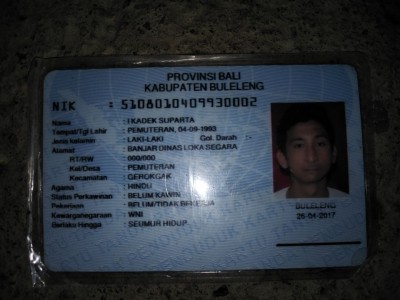 PROVINSI BALI
KABUPATEN BULELENG
NIK : 5108010409930002
Nama : I KADEK SUPARTA
Tempat/Tgl Lahir : PEMUTERAN, 04-09-1993
Jenis kelamin : LAKI-LAKI Gol. Darah : -
Alamat : BANJAR DINAS LOKA SEGARA
RT/RW : 000/000
Kel/Desa : PEMUTERAN
Kecamatan : GEROKGAK
Agama : HINDU
Status Perkawinan : BELUM KAWIN
Pekerjaan : BELUM/TIDAK BEKERJA
Kewarganegaraan : WNI
Berlaku Hingga : SEUMUR HIDUP
BULELENG
26-04-2017